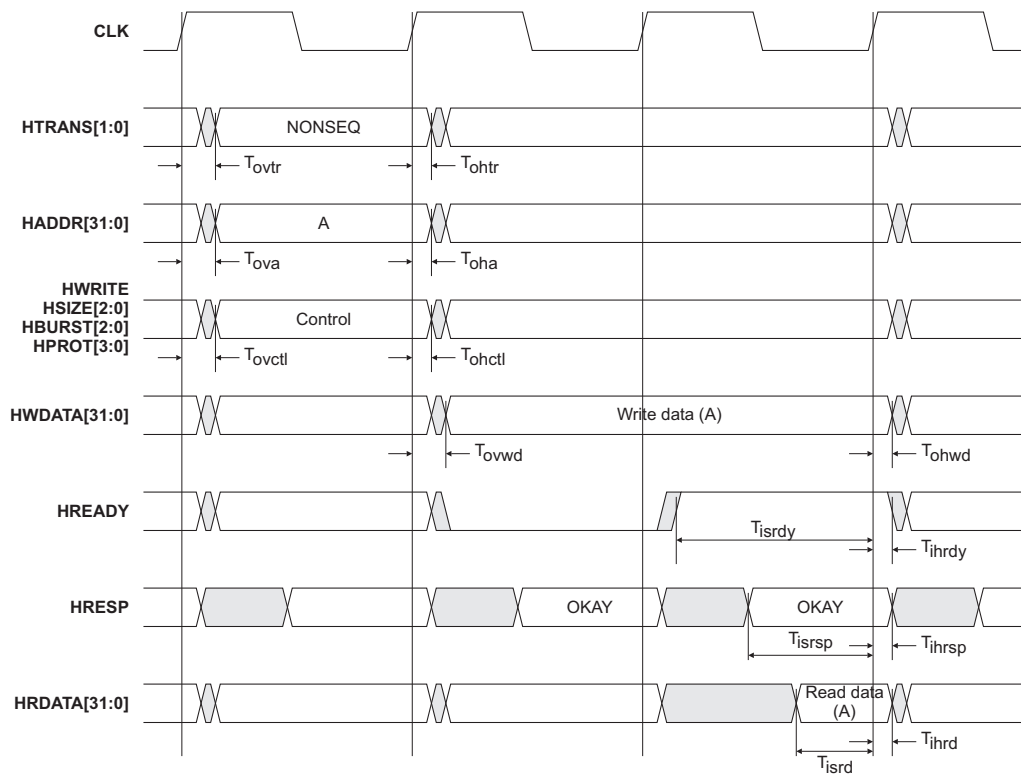 CLK
HTRANS[1:0]
NONSEQ
Tovtr
Tohtr
HADDR[31:0]
A
Tova
Toha
HWRITE
HSIZE[2:0]
HBURST[2:0]
HPROT[3:0]
Control
Tovctl
Tohctl
HWDATA[31:0]
Write data (A)
Tovwd
Tohwd
HREADY
Tisrdy
Tihrdy
HRESP
OKAY
OKAY
Tisrsp
Tihrsp
HRDATA[31:0]
Read data
(A)
Tihrd
Tisrd